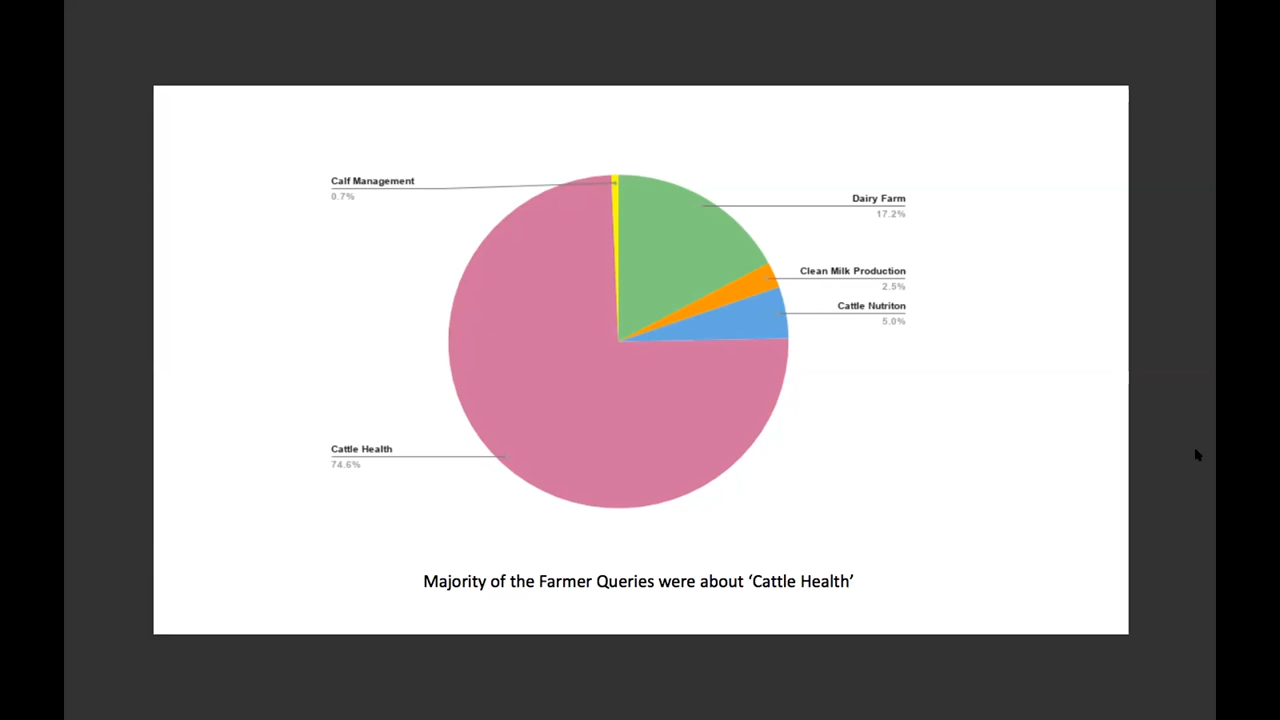 Calf Management
0.7%
Dairy Farm
17.2%
Clean Milk Production
2.5%
Cattle Nutriton
5.0%
Cattle Health
74.6%
Majority of the Farmer Queries were about ‘Cattle Health’